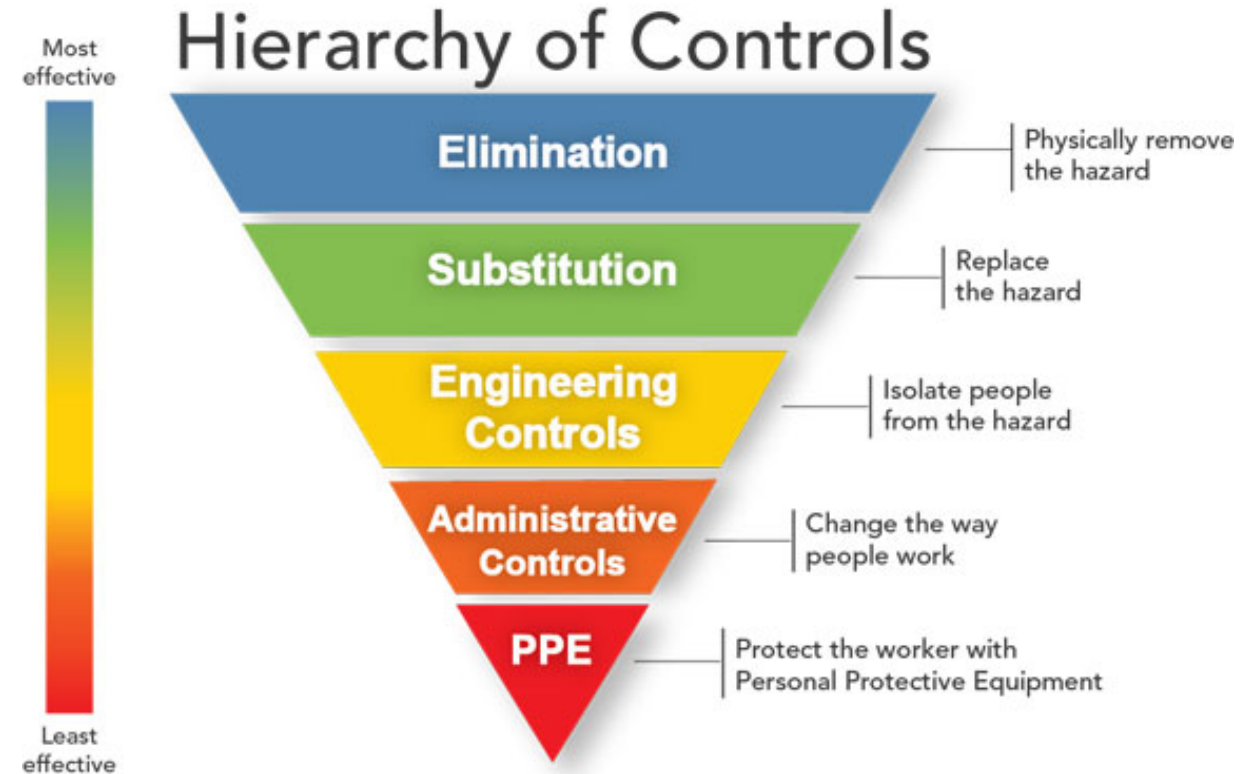 Hierarchy of Controls
Most
effective
Elimination
Physically remove
the hazard
Substitution
Replace
the hazard
Engineering
Controls
Isolate people
from the hazard
Administrative
Controls
Change the way
people work
PPE
Protect the worker with
Personal Protective Equipment
Least
effective